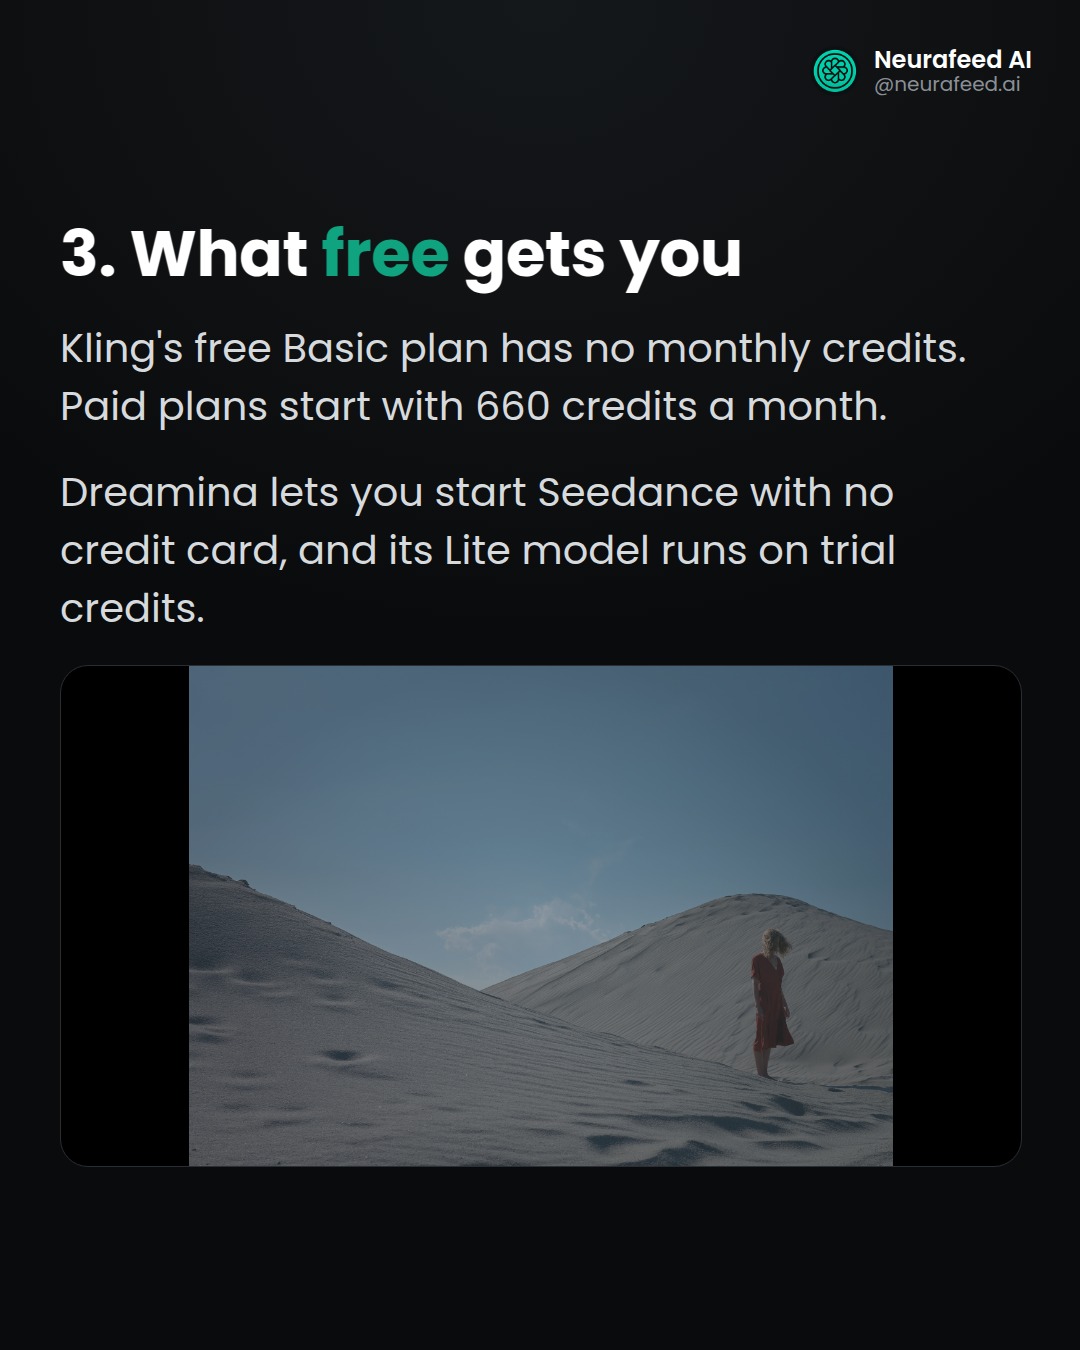 Neurafeed AI
@neurafeed.ai
3. What free gets you
Kling's free Basic plan has no monthly credits.
Paid plans start with 660 credits a month.
Dreamina lets you start Seedance with no
credit card, and its Lite model runs on trial
credits.